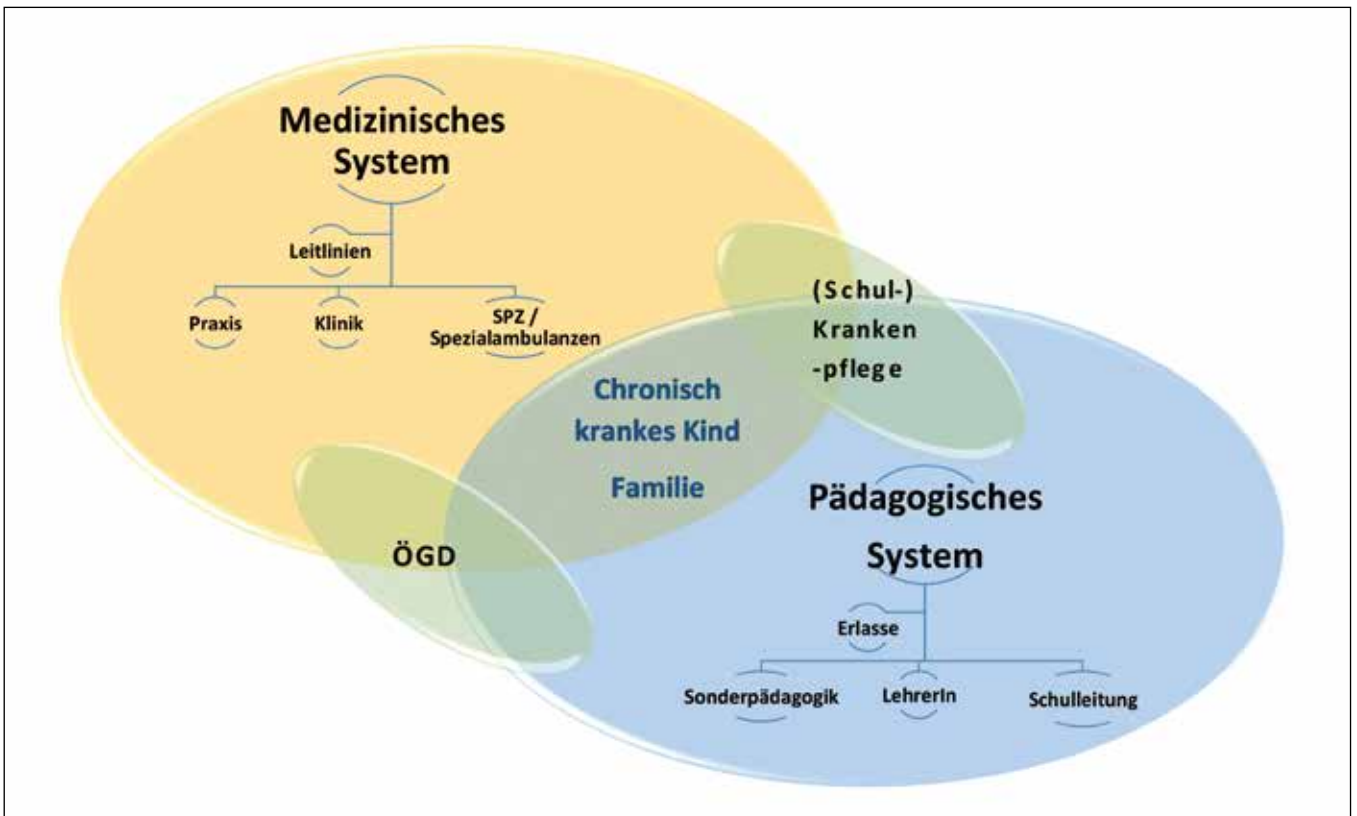 Medizinisches
System
Leitlinien
Praxis
Klinik
SPZ /
Spezialambulanzen
(Schul-)
Kranken
-pflege
Chronisch
krankes Kind
Familie
ÖGD
Pädagogisches
System
Erlasse
Sonderpädagogik
LehrerIn
Schulleitung